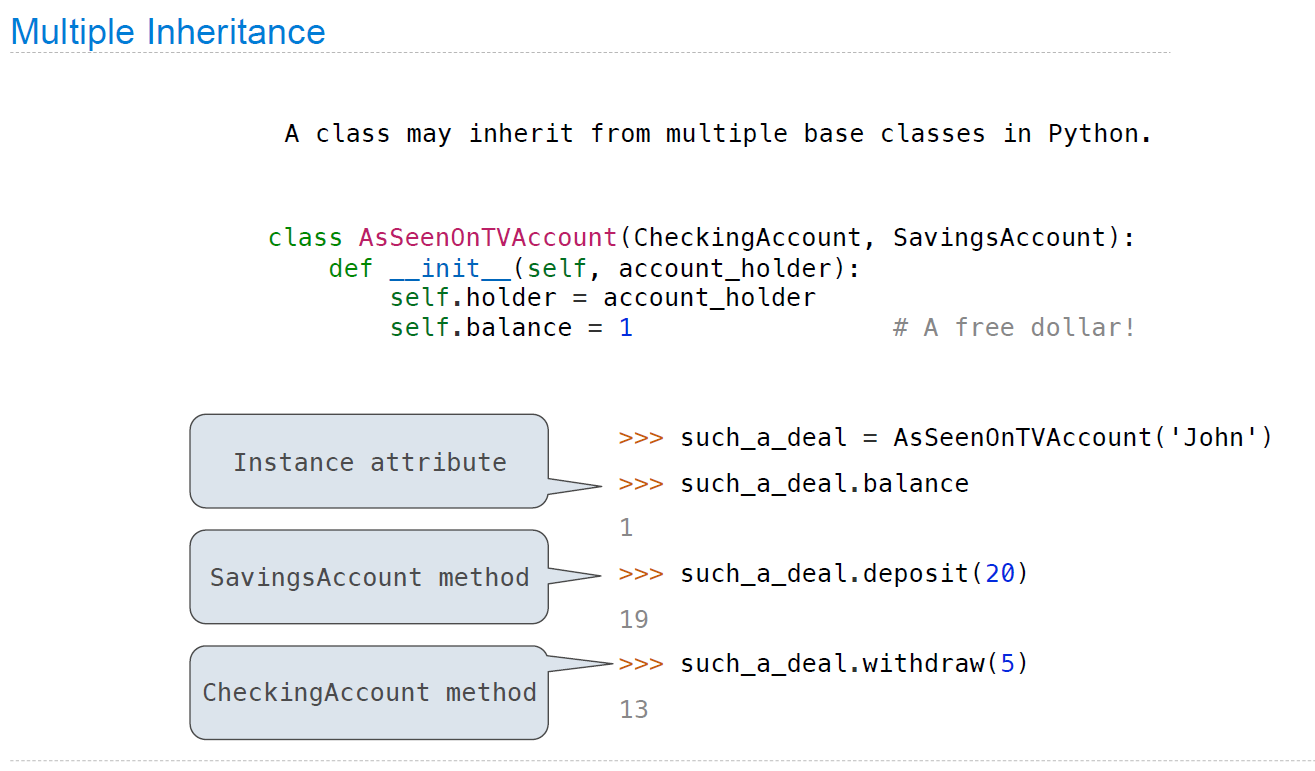 Multiple Inheritance
A class may inherit from multiple base classes in Python.
class AsSeenOnTVAccount(CheckingAccount, SavingsAccount):
    def __init__(self, account_holder):
        self.holder = account_holder
        self.balance = 1                 # A free dollar!
>>> such_a_deal = AsSeenOnTVAccount('John')
Instance attribute
>>> such_a_deal.balance
1
SavingsAccount method
>>> such_a_deal.deposit(20)
19
CheckingAccount method
>>> such_a_deal.withdraw(5)
13